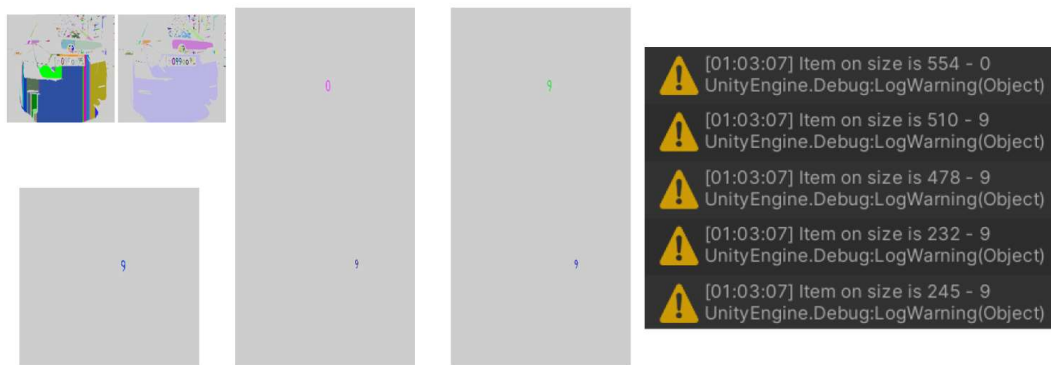 0
9
9
9
9
[01:03:07] Item on size is 554 - 0
UnityEngine.Debug:LogWarning(Object)
[01:03:07] Item on size is 510 - 9
UnityEngine.Debug:LogWarning(Object)
[01:03:07] Item on size is 478 - 9
UnityEngine.Debug:LogWarning(Object)
[01:03:07] Item on size is 232 - 9
UnityEngine.Debug:LogWarning(Object)
[01:03:07] Item on size is 245 - 9
UnityEngine.Debug:LogWarning(Object)